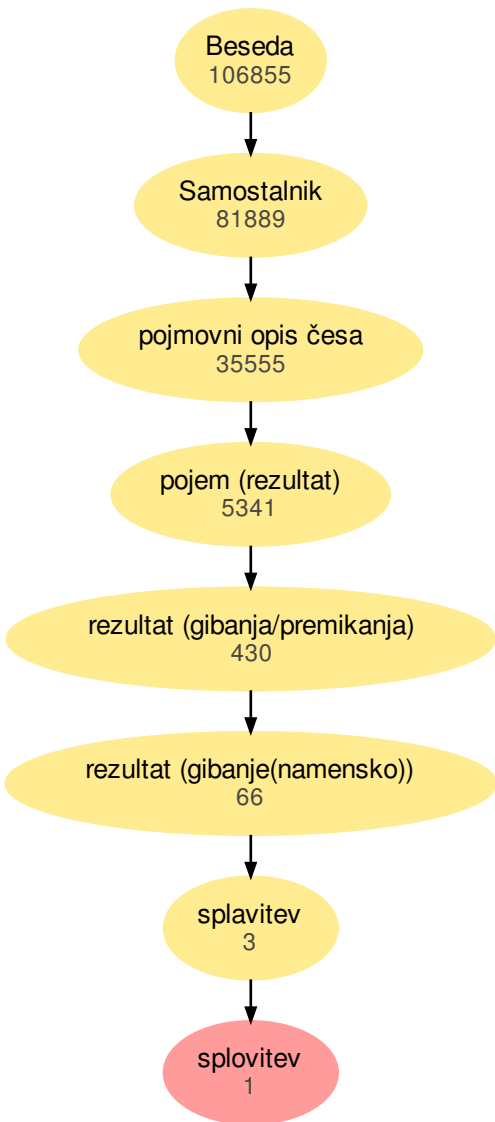 Beseda
106855
Samostalnik
81889
pojmovni opis česa
35555
pojem (rezultat)
5341
rezultat (gibanja/premikanja)
430
rezultat (gibanje(namensko))
66
splavitev
3
splovitev
1